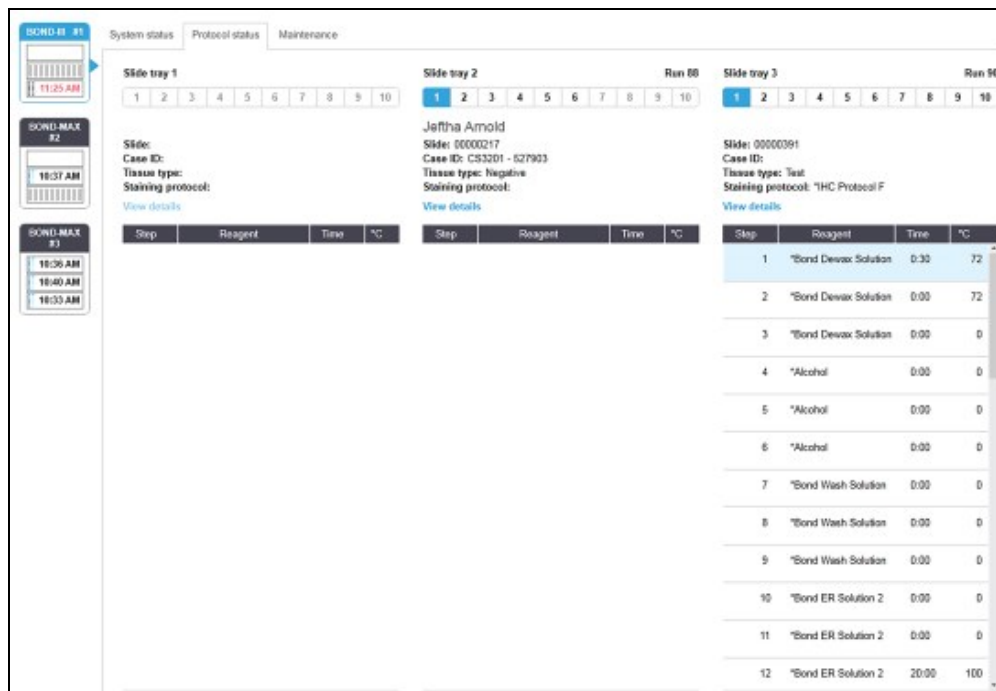 BOND-III #1
11:25 AM
BOND-MAX #2
10:37 AM
BOND-MAX #3
10:36 AM
10:40 AM
10:33 AM
System status Protocol status Maintenance
Slide tray 1
1 2 3 4 5 6 7 8 9 10
Slide:
Case ID:
Tissue type:
Staining protocol:
View details
Step Reagent Time °C
Slide tray 2 Run 88
1 2 3 4 5 6 7 8 9 10
Jeftha Arnold
Slide: 00000217
Case ID: CS3201 - 527903
Tissue type: Negative
Staining protocol:
View details
Step Reagent Time °C
Slide tray 3 Run 90
1 2 3 4 5 6 7 8 9 10
Slide: 00000391
Case ID:
Tissue type: Test
Staining protocol: *IHC Protocol F
View details
Step Reagent Time °C
1 *Bond Dewax Solution 0:30 72
2 *Bond Dewax Solution 0:00 72
3 *Bond Dewax Solution 0:00 0
4 *Alcohol 0:00 0
5 *Alcohol 0:00 0
6 *Alcohol 0:00 0
7 *Bond Wash Solution 0:00 0
8 *Bond Wash Solution 0:00 0
9 *Bond Wash Solution 0:00 0
10 *Bond ER Solution 2 0:00 0
11 *Bond ER Solution 2 0:00 0
12 *Bond ER Solution 2 20:00 100